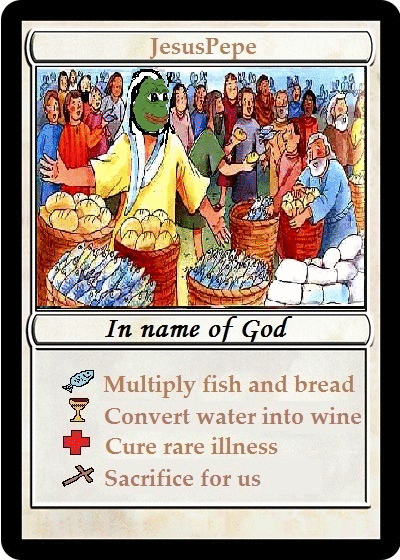 JesusPepe
In name of God
Multiply fish and bread
Convert water into wine
Cure rare illness
Sacrifice for us